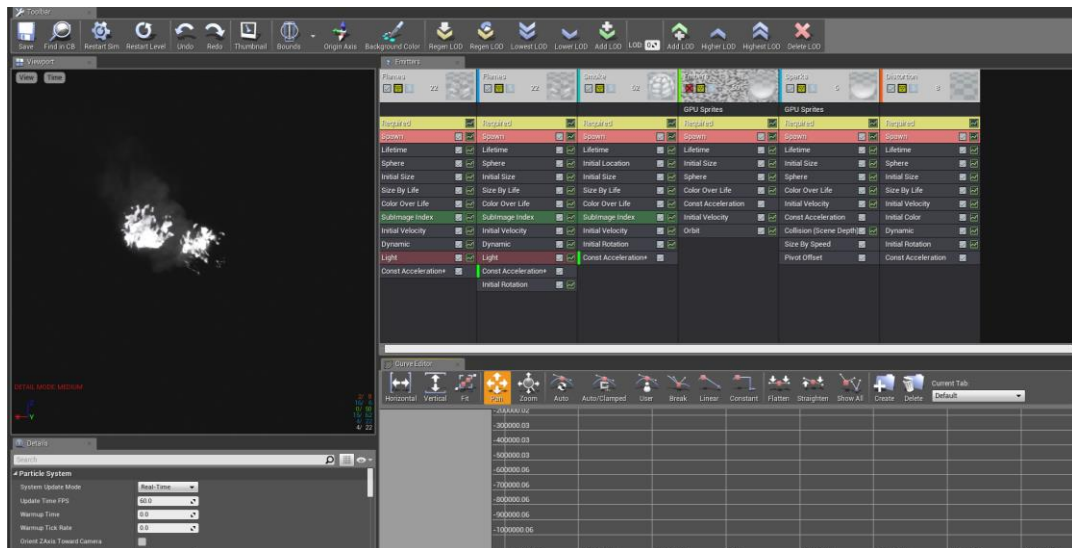 Toolbar
Save Find in CB Restart Sim Restart Level Undo Redo Thumbnail Bounds Origin Axis Background Color Regen LOD Regen LOD Lowest LOD Lower LOD Add LOD LOD: 0 Add LOD Higher LOD Highest LOD Delete LOD
Viewport
Emitters
View Time
Flames Flames Smoke Sparks Distortion
22 22 52 5 8
GPU Sprites GPU Sprites
Required Required Required Required Required Required
Spawn Spawn Spawn Spawn Spawn Spawn
Lifetime Lifetime Lifetime Lifetime Lifetime Lifetime
Sphere Sphere Initial Location Initial Size Initial Size Sphere
Initial Size Initial Size Initial Size Sphere Sphere Initial Size
Size By Life Size By Life Size By Life Color Over Life Color Over Life Size By Life
Color Over Life Color Over Life Color Over Life Const Acceleration Initial Velocity Initial Velocity
SubImage Index SubImage Index SubImage Index Initial Velocity Const Acceleration Initial Color
Initial Velocity Initial Velocity Initial Velocity Orbit Collision (Scene Depth) Dynamic
Dynamic Dynamic Initial Rotation Size By Speed Initial Rotation
Light Light Const Acceleration+ Pivot Offset Const Acceleration
Const Acceleration+ Const Acceleration+
Initial Rotation
DETAIL MODE: MEDIUM
Z
Y
4/ 22
Curve Editor
Horizontal Vertical Fit Pan Zoom Auto Auto/Clamped User Break Linear Constant Flatten Straighten Show All Create Delete Current Tab:
Default
-200000.02
-300000.03
-400000.03
-500000.03
-600000.06
-700000.06
-800000.06
-900000.06
-1000000.06
Details
Search
Particle System
System Update Mode Real-Time
Update Time FPS 60.0
Warmup Time 0.0
Warmup Tick Rate 0.0
Orient ZAxis Toward Camera